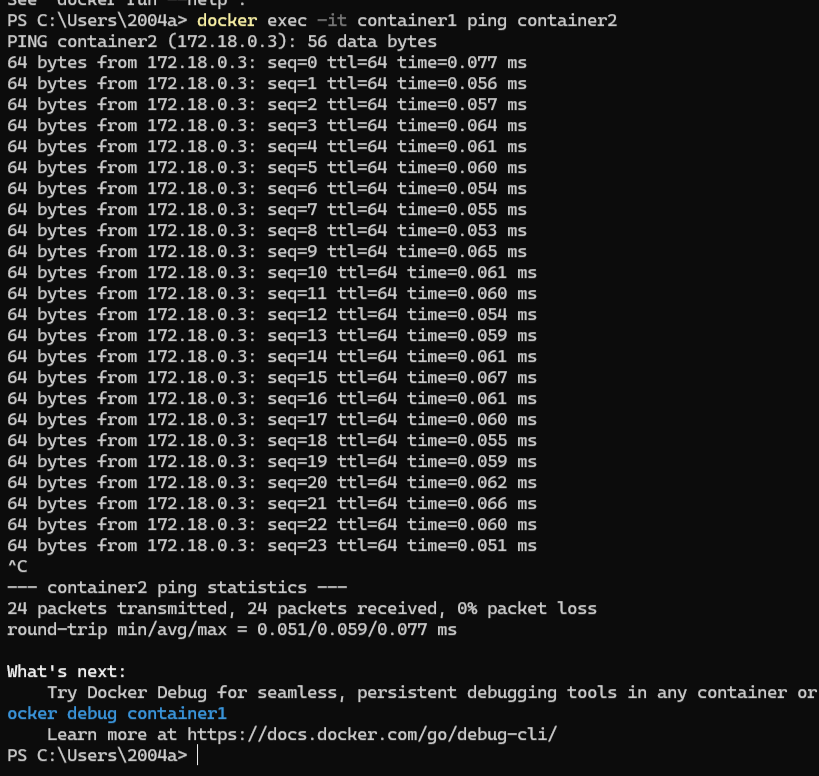 See 'docker run --help'.
PS C:\Users\2004a> docker exec -it container1 ping container2
PING container2 (172.18.0.3): 56 data bytes
64 bytes from 172.18.0.3: seq=0 ttl=64 time=0.077 ms
64 bytes from 172.18.0.3: seq=1 ttl=64 time=0.056 ms
64 bytes from 172.18.0.3: seq=2 ttl=64 time=0.057 ms
64 bytes from 172.18.0.3: seq=3 ttl=64 time=0.064 ms
64 bytes from 172.18.0.3: seq=4 ttl=64 time=0.061 ms
64 bytes from 172.18.0.3: seq=5 ttl=64 time=0.060 ms
64 bytes from 172.18.0.3: seq=6 ttl=64 time=0.054 ms
64 bytes from 172.18.0.3: seq=7 ttl=64 time=0.055 ms
64 bytes from 172.18.0.3: seq=8 ttl=64 time=0.053 ms
64 bytes from 172.18.0.3: seq=9 ttl=64 time=0.065 ms
64 bytes from 172.18.0.3: seq=10 ttl=64 time=0.061 ms
64 bytes from 172.18.0.3: seq=11 ttl=64 time=0.060 ms
64 bytes from 172.18.0.3: seq=12 ttl=64 time=0.054 ms
64 bytes from 172.18.0.3: seq=13 ttl=64 time=0.059 ms
64 bytes from 172.18.0.3: seq=14 ttl=64 time=0.061 ms
64 bytes from 172.18.0.3: seq=15 ttl=64 time=0.067 ms
64 bytes from 172.18.0.3: seq=16 ttl=64 time=0.061 ms
64 bytes from 172.18.0.3: seq=17 ttl=64 time=0.060 ms
64 bytes from 172.18.0.3: seq=18 ttl=64 time=0.055 ms
64 bytes from 172.18.0.3: seq=19 ttl=64 time=0.059 ms
64 bytes from 172.18.0.3: seq=20 ttl=64 time=0.062 ms
64 bytes from 172.18.0.3: seq=21 ttl=64 time=0.066 ms
64 bytes from 172.18.0.3: seq=22 ttl=64 time=0.060 ms
64 bytes from 172.18.0.3: seq=23 ttl=64 time=0.051 ms
^C
--- container2 ping statistics ---
24 packets transmitted, 24 packets received, 0% packet loss
round-trip min/avg/max = 0.051/0.059/0.077 ms

What's next:
    Try Docker Debug for seamless, persistent debugging tools in any container or
ocker debug container1
    Learn more at https://docs.docker.com/go/debug-cli/
PS C:\Users\2004a>